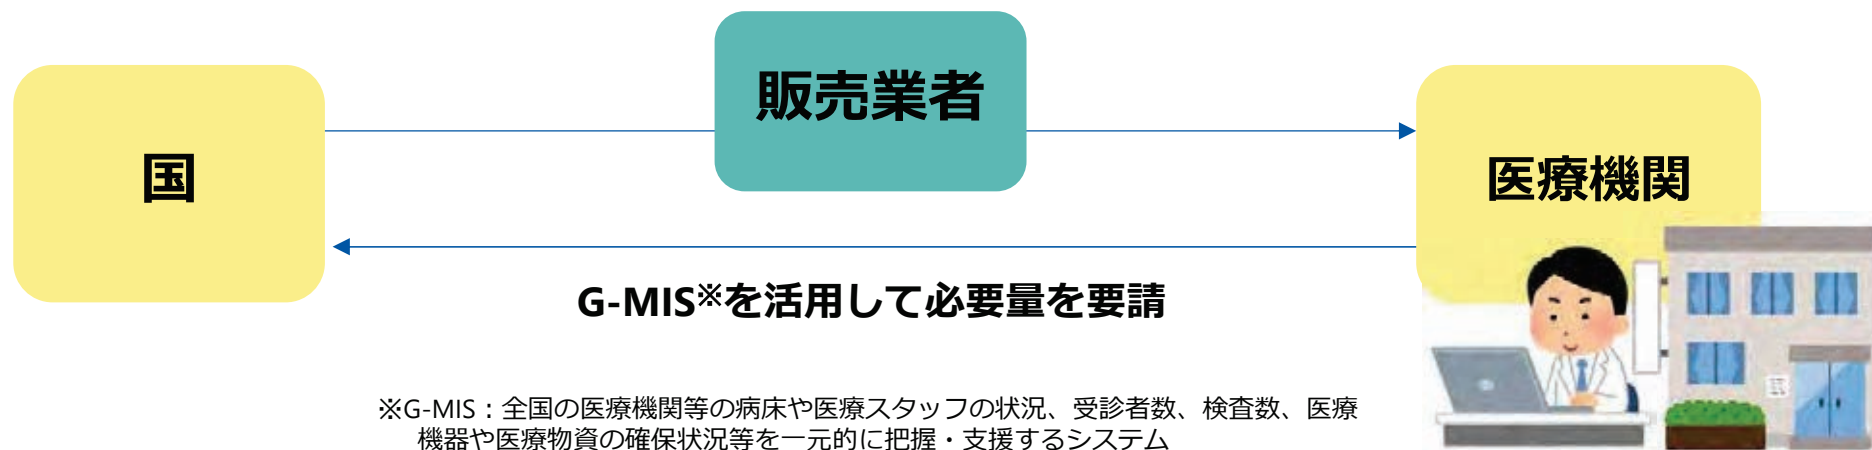 販売業者
国
医療機関
G-MIS※を活用して必要量を要請
※G-MIS：全国の医療機関等の病床や医療スタッフの状況、受診者数、検査数、医療
機器や医療物資の確保状況等を一元的に把握・支援するシステム